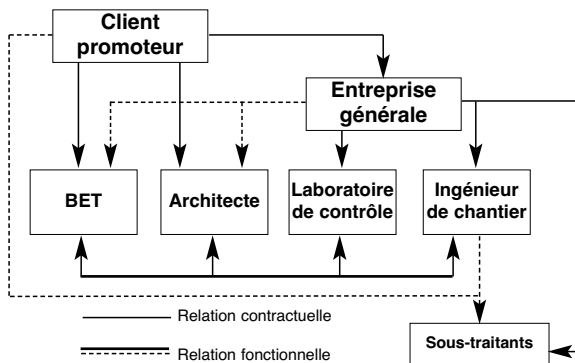 Client
promoteur
Entreprise
générale
BET
Architecte
Laboratoire
de contrôle
Ingénieur
de chantier
Relation contractuelle
Relation fonctionnelle
Sous-traitants